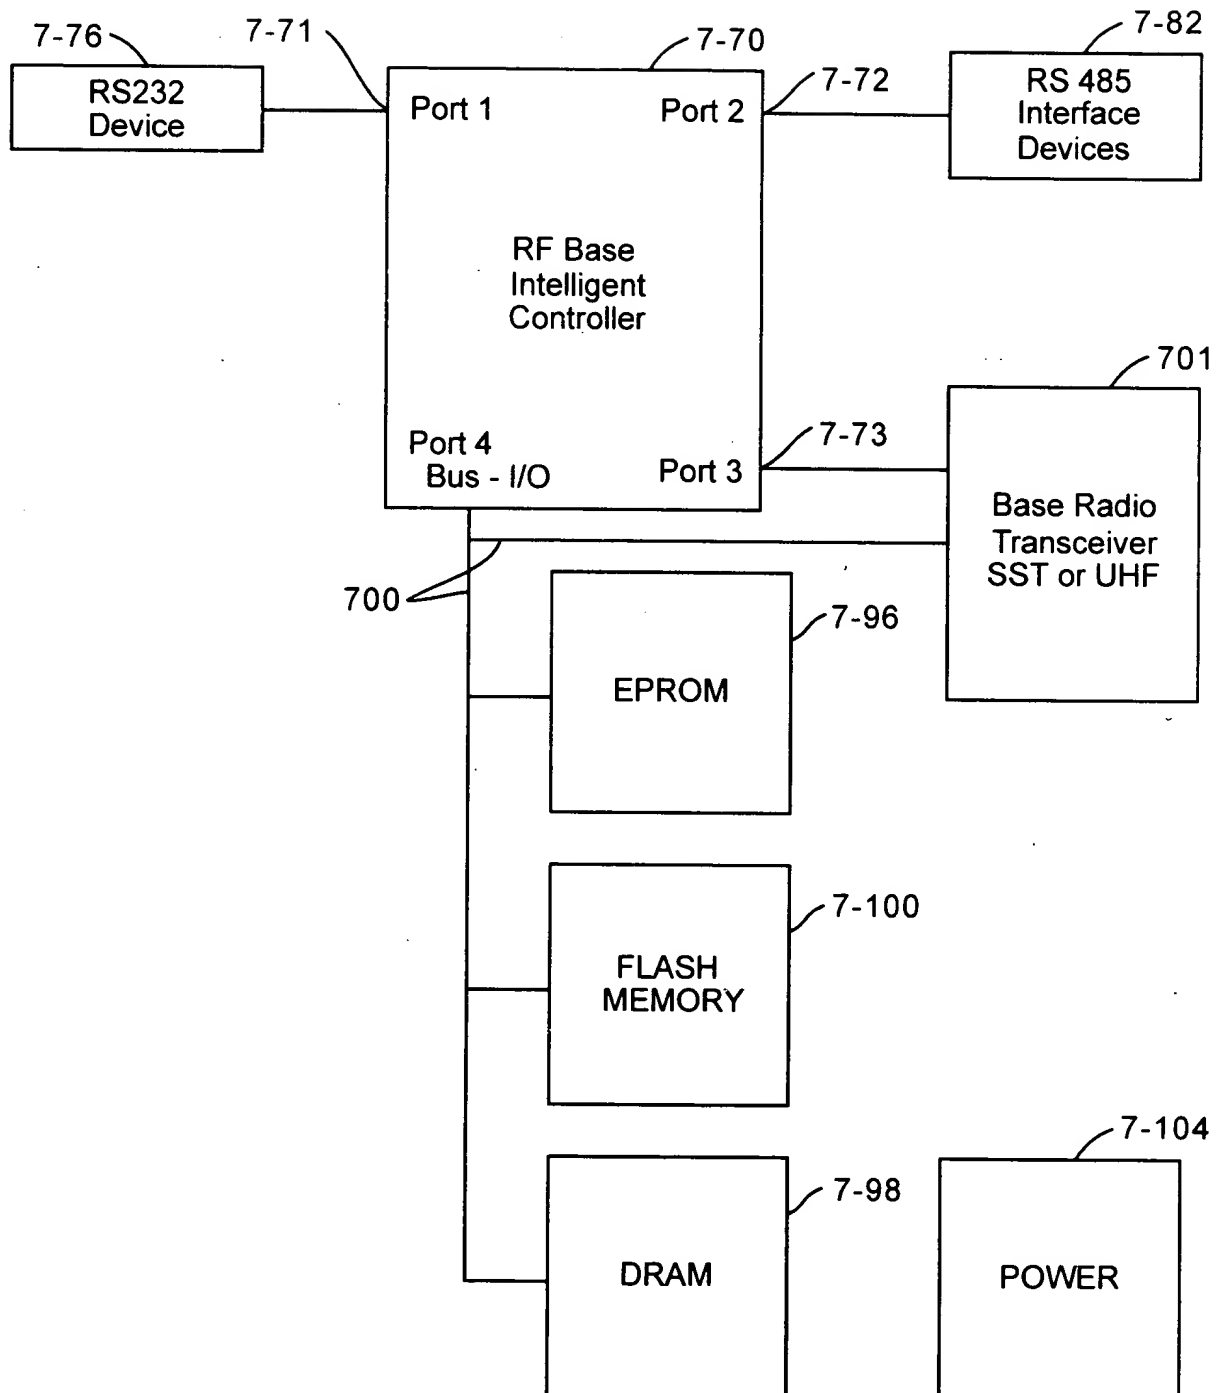 7-76
7-71
7-70
7-82
RS232
Device
Port 1
Port 2
7-72
RS 485
Interface
Devices
RF Base
Intelligent
Controller
701
Port 4
Bus - I/O
Port 3
7-73
Base Radio
Transceiver
SST or UHF
700
7-96
EPROM
7-100
FLASH
MEMORY
7-104
7-98
DRAM
POWER